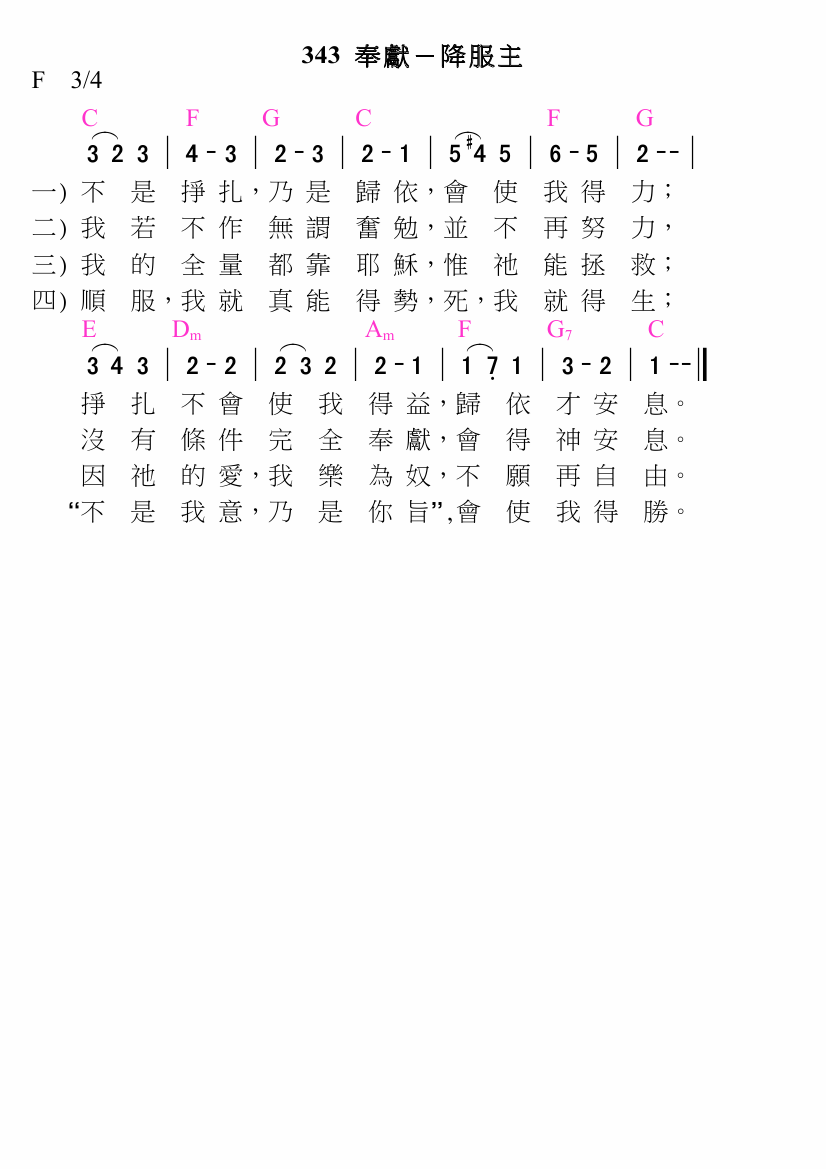 343 奉獻－降服主
F 3/4
C F G C F G
3 2 3 | 4 - 3 | 2 - 3 | 2 - 1 | 5 #4 5 | 6 - 5 | 2 - - |
一) 不 是 掙 扎，乃 是 歸 依，會 使 我 得 力；
二) 我 若 不 作 無 謂 奮 勉，並 不 再 努 力，
三) 我 的 全 量 都 靠 耶 穌，惟 祂 能 拯 救；
四) 順 服，我 就 真 能 得 勢，死，我 就 得 生；
E Dm Am F G7 C
3 4 3 | 2 - 2 | 2 3 2 | 2 - 1 | 1 7̣ 1 | 3 - 2 | 1 - - ‖
掙 扎 不 會 使 我 得 益，歸 依 才 安 息。
沒 有 條 件 完 全 奉 獻，會 得 神 安 息。
因 祂 的 愛，我 樂 為 奴，不 願 再 自 由。
“不 是 我 意，乃 是 你 旨”,會 使 我 得 勝。